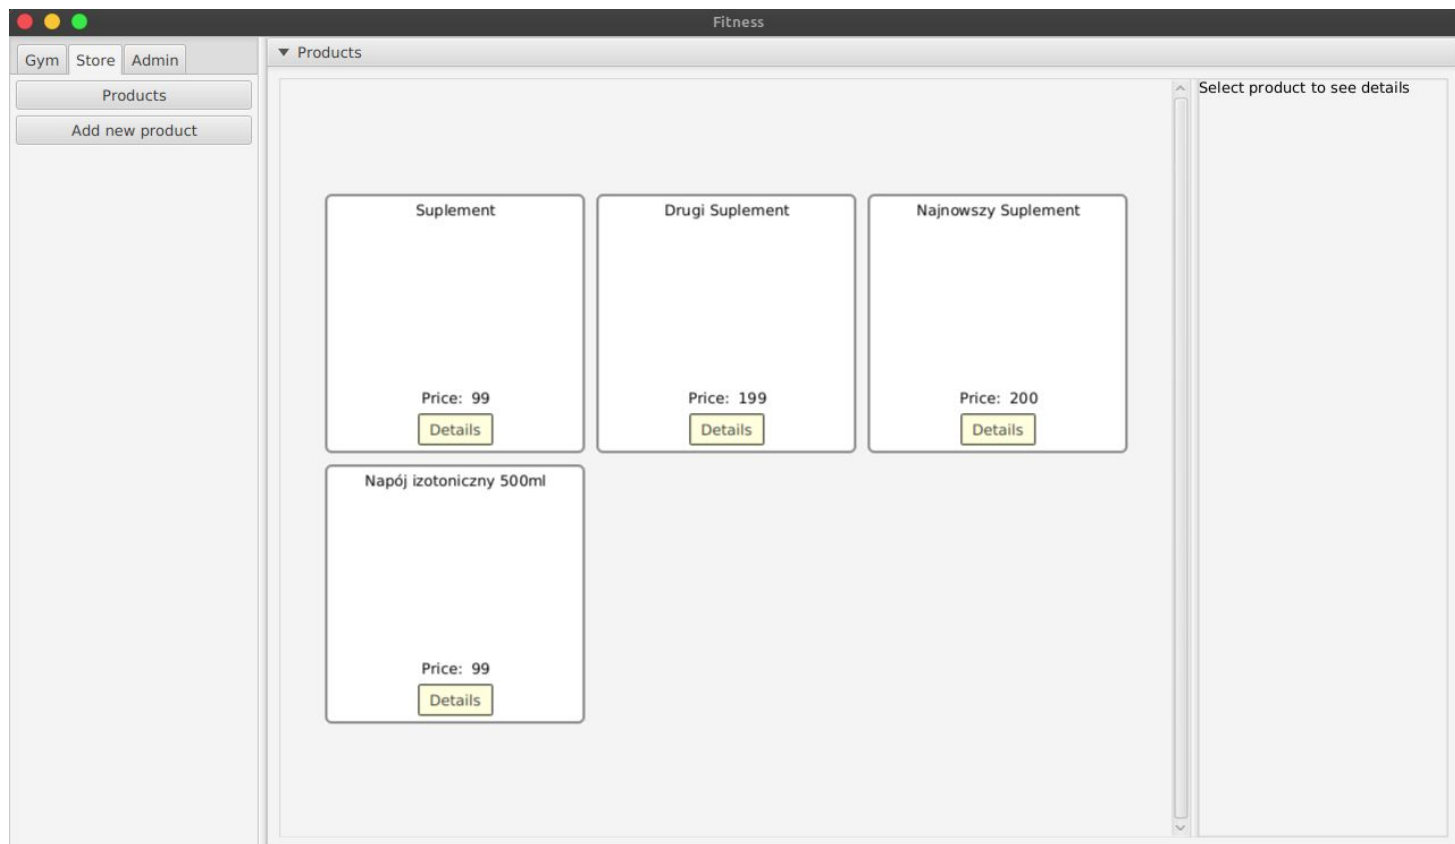 Fitness
Gym Store Admin
Products
Add new product
Products
Suplement
Price: 99
Details
Drugi Suplement
Price: 199
Details
Najnowszy Suplement
Price: 200
Details
Napój izotoniczny 500ml
Price: 99
Details
Select product to see details